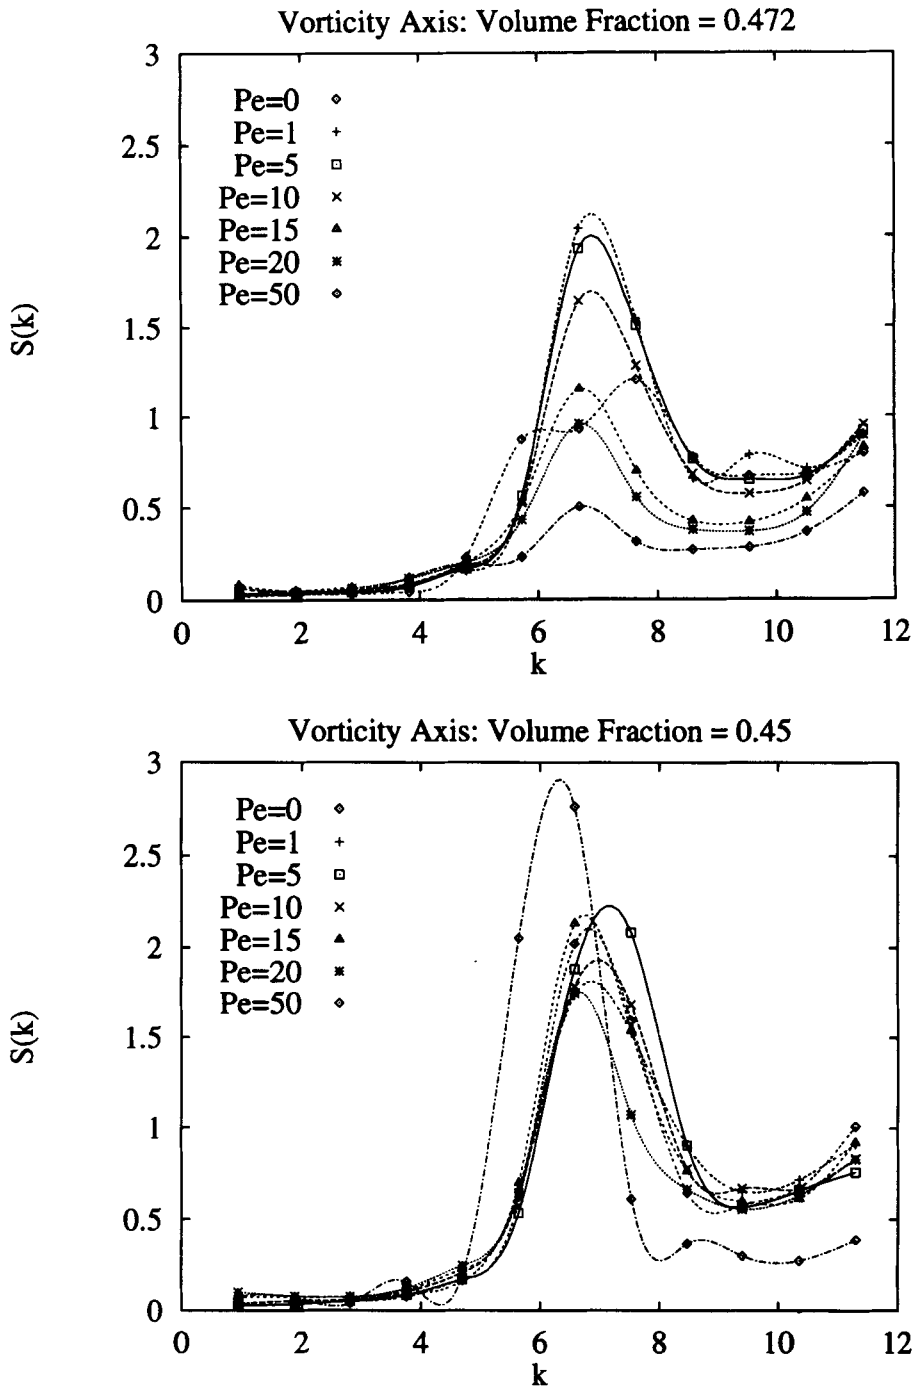 Vorticity Axis: Volume Fraction = 0.472
3
2.5
2
1.5
1
0.5
0
S(k)
Pe=0
Pe=1
Pe=5
Pe=10
Pe=15
Pe=20
Pe=50
0 2 4 6 8 10 12
k
Vorticity Axis: Volume Fraction = 0.45
3
2.5
2
1.5
1
0.5
0
S(k)
Pe=0
Pe=1
Pe=5
Pe=10
Pe=15
Pe=20
Pe=50
0 2 4 6 8 10 12
k